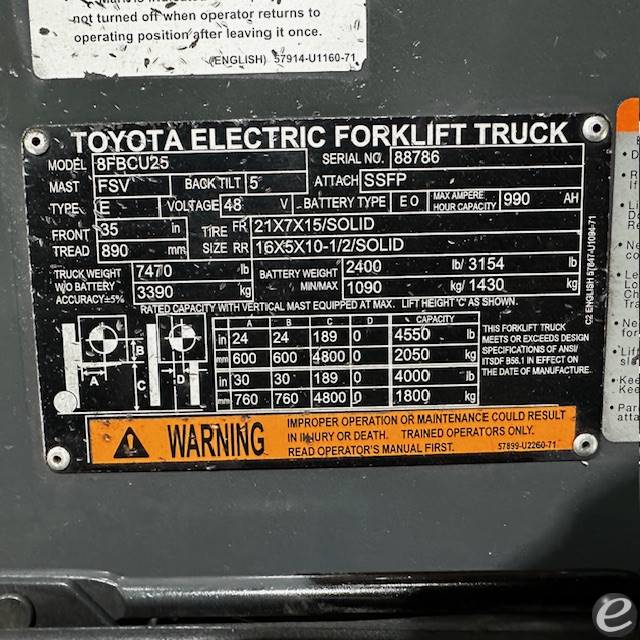 not turned off when operator returns to
operating position after leaving it once.
(ENGLISH) 57914-U1160-71
TOYOTA ELECTRIC FORKLIFT TRUCK
MODEL 8FBCU25 SERIAL NO. 88786
MAST FSV BACK TILT 5 ATTACH SSFP
TYPE E VOLTAGE 48 V BATTERY TYPE EO MAX AMPERE HOUR CAPACITY 990 AH
FRONT TREAD 35 in TIRE SIZE FR 21X7X15/SOLID
890 mm RR 16X5X10-1/2/SOLID
TRUCK WEIGHT W/O BATTERY ACCURACY±5% 7470 lb BATTERY WEIGHT MIN/MAX 2400 lb/ 3154 lb
3390 kg 1090 kg/ 1430 kg
RATED CAPACITY WITH VERTICAL MAST EQUIPPED AT MAX. LIFT HEIGHT'C' AS SHOWN.
A B C D CAPACITY
in 24 24 189 0 4550 lb
mm 600 600 4800 0 2050 kg
in 30 30 189 0 4000 lb
mm 760 760 4800 0 1800 kg
A B C D
THIS FORKLIFT TRUCK
MEETS OR EXCEEDS DESIGN
SPECIFICATIONS OF ANSI/
ITSDF B56.1 IN EFFECT ON
THE DATE OF MANUFACTURE.
C2 ENGLISH 57847-U1094-71
WARNING
IMPROPER OPERATION OR MAINTENANCE COULD RESULT
IN INJURY OR DEATH. TRAINED OPERATORS ONLY.
READ OPERATOR'S MANUAL FIRST.
57899-U2260-71
e